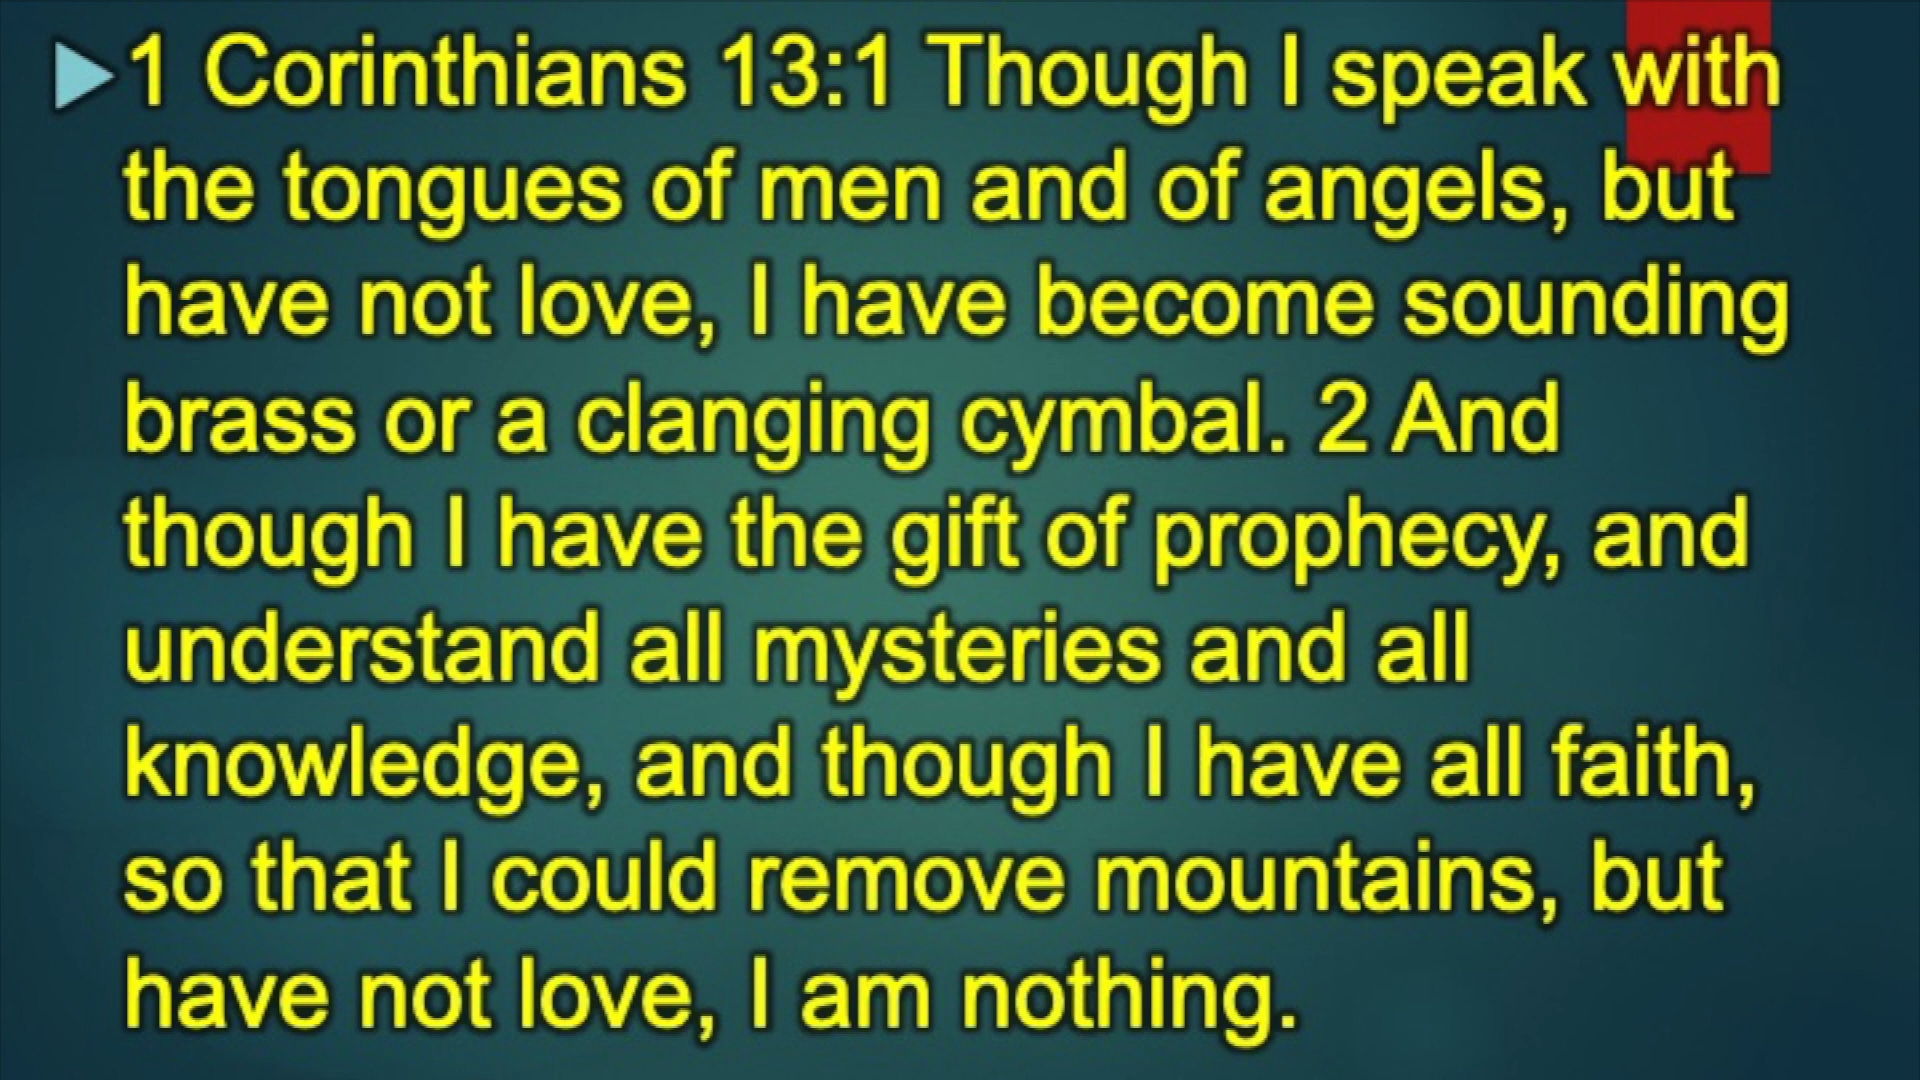 1 Corinthians 13:1 Though I speak with
the tongues of men and of angels, but
have not love, I have become sounding
brass or a clanging cymbal. 2 And
though I have the gift of prophecy, and
understand all mysteries and all
knowledge, and though I have all faith,
so that I could remove mountains, but
have not love, I am nothing.